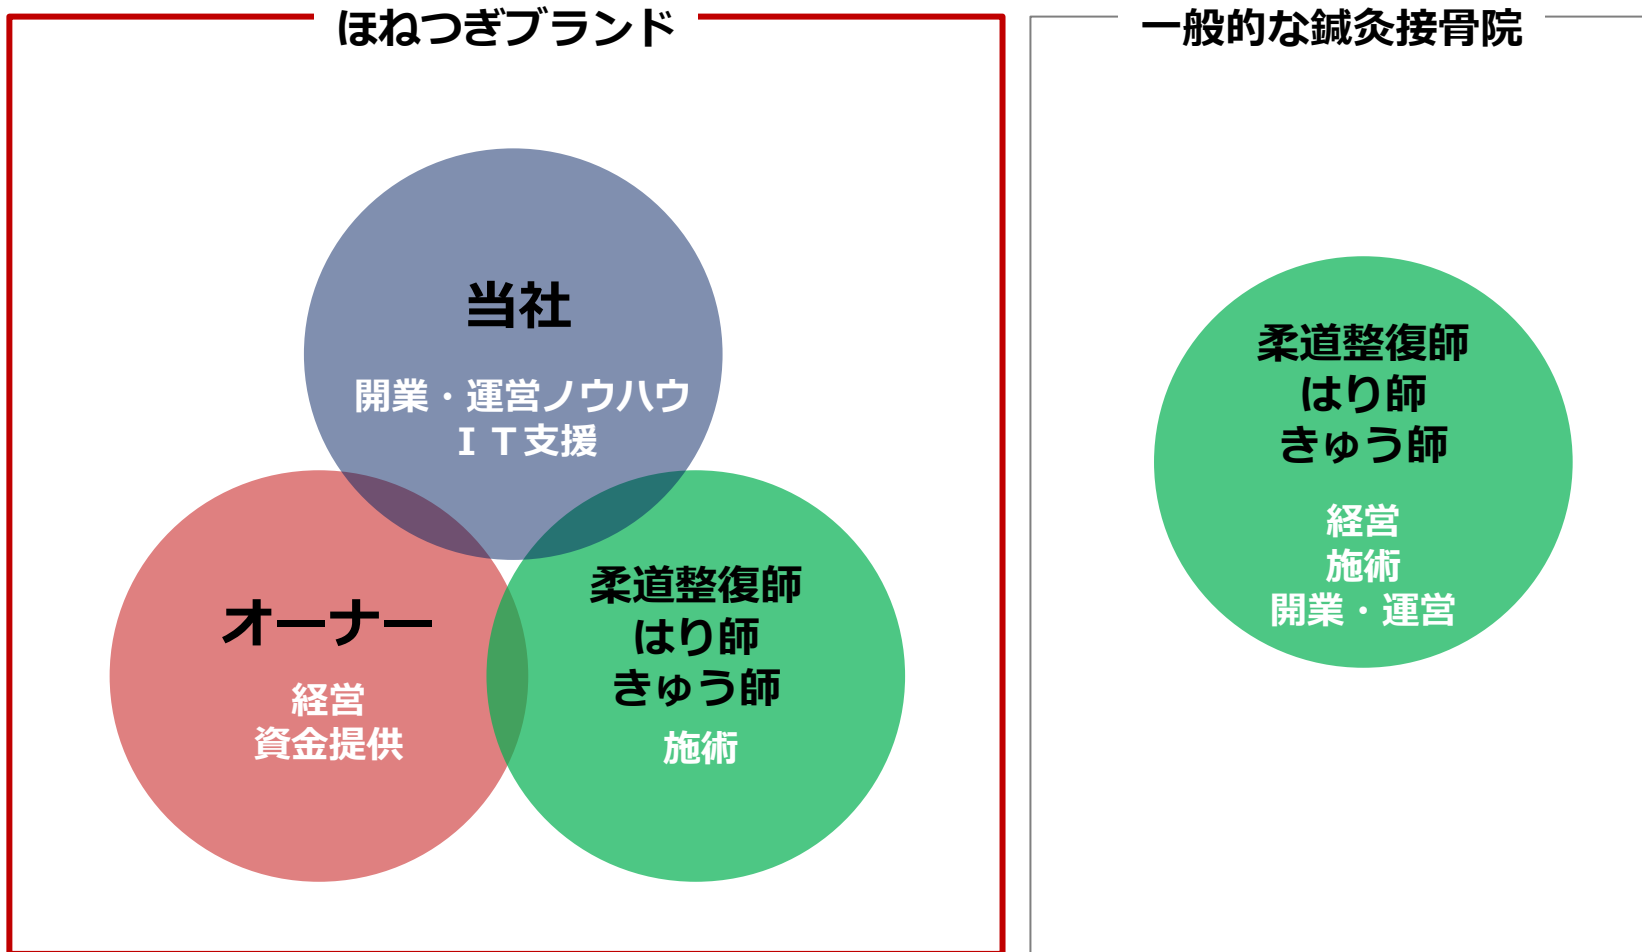 ほねつぎブランド
当社
開業・運営ノウハウ
ＩＴ支援
オーナー
経営
資金提供
柔道整復師
はり師
きゅう師
施術
一般的な鍼灸接骨院
柔道整復師
はり師
きゅう師
経営
施術
開業・運営